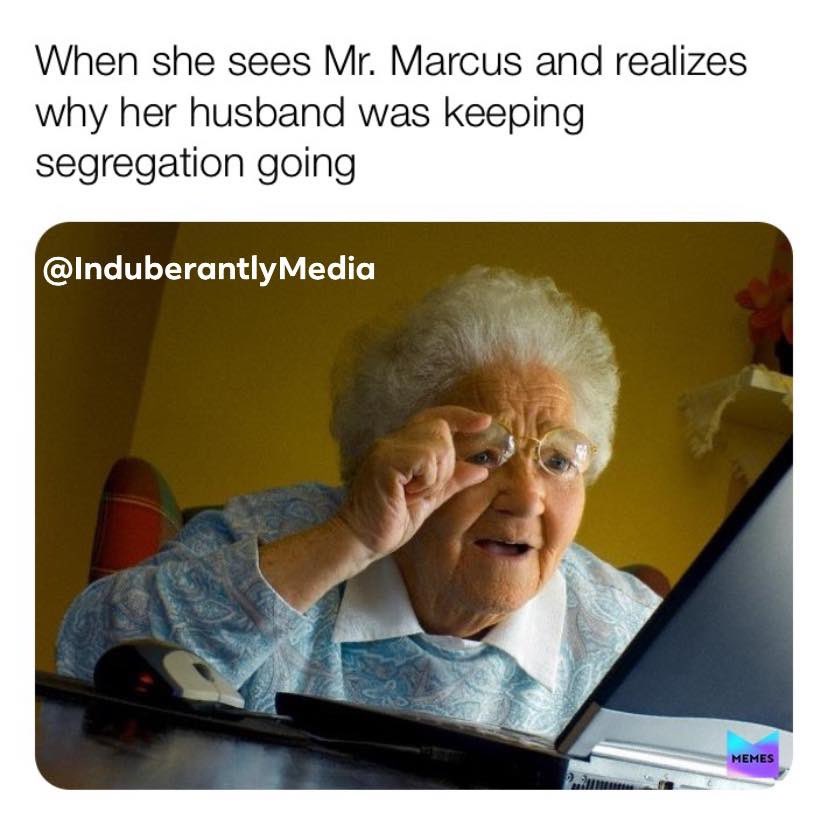 When she sees Mr. Marcus and realizes
why her husband was keeping
segregation going
@InduberantlyMedia
MEMES